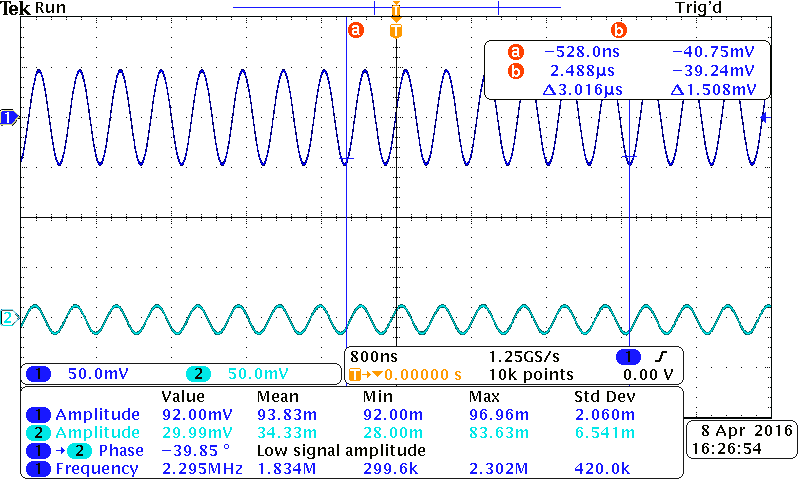 Tek Run Trig'd
T
a b
T
a −528.0ns −40.75mV
b 2.488µs −39.24mV
Δ3.016µs Δ1.508mV
1
2
800ns 1.25GS/s 1
1 50.0mV 2 50.0mV T→▼0.00000 s 10k points 0.00 V
Value Mean Min Max Std Dev
1 Amplitude 92.00mV 93.83m 92.00m 96.96m 2.060m
2 Amplitude 29.99mV 34.33m 28.00m 83.63m 6.541m
1 → 2 Phase −39.85 ° Low signal amplitude
1 Frequency 2.295MHz 1.834M 299.6k 2.302M 420.0k
8 Apr 2016
16:26:54